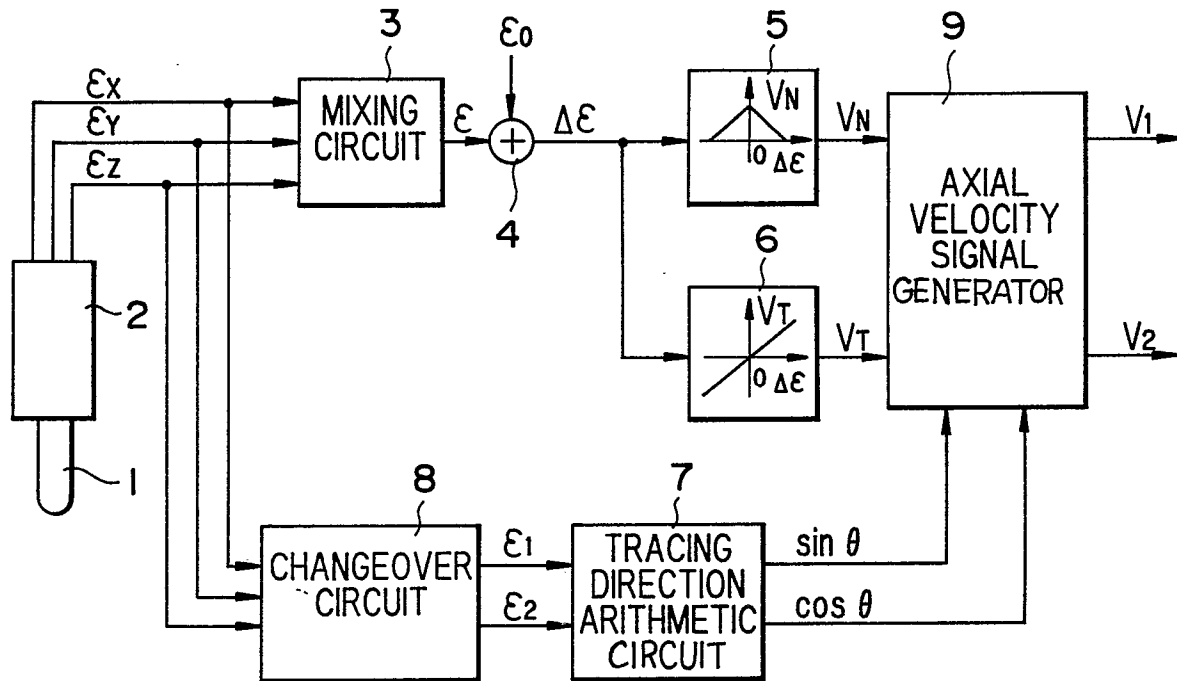 3
εX
εY
εZ
MIXING
CIRCUIT
ε
ε0
4
Δε
5
VN
0 Δε
VN
6
VT
0 Δε
VT
9
AXIAL
VELOCITY
SIGNAL
GENERATOR
V1
V2
2
1
8
CHANGEOVER
CIRCUIT
ε1
ε2
7
TRACING
DIRECTION
ARITHMETIC
CIRCUIT
sin θ
cos θ